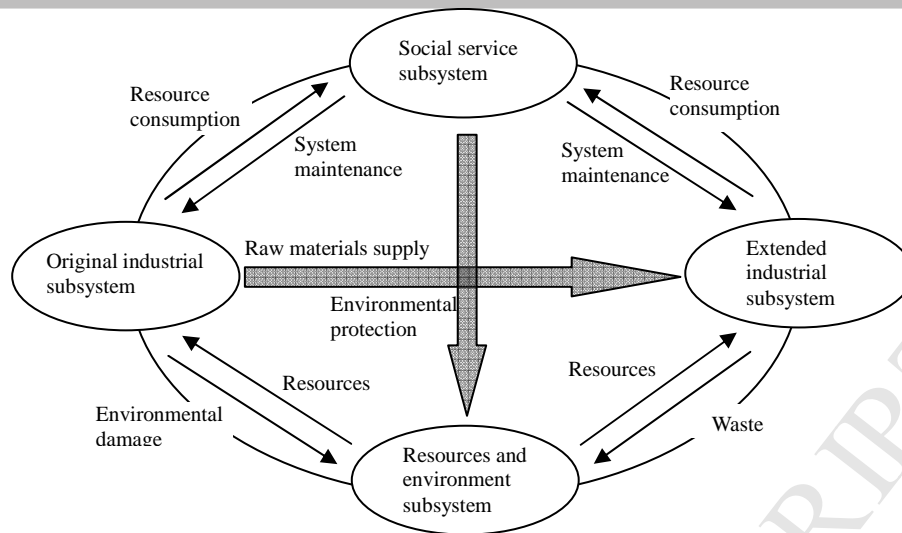 Social service
subsystem
Resource
consumption
Resource
consumption
System
maintenance
System
maintenance
Original industrial
subsystem
Raw materials supply
Extended
industrial
subsystem
Environmental
protection
Resources
Resources
Environmental
damage
Waste
Resources and
environment
subsystem
RIPT